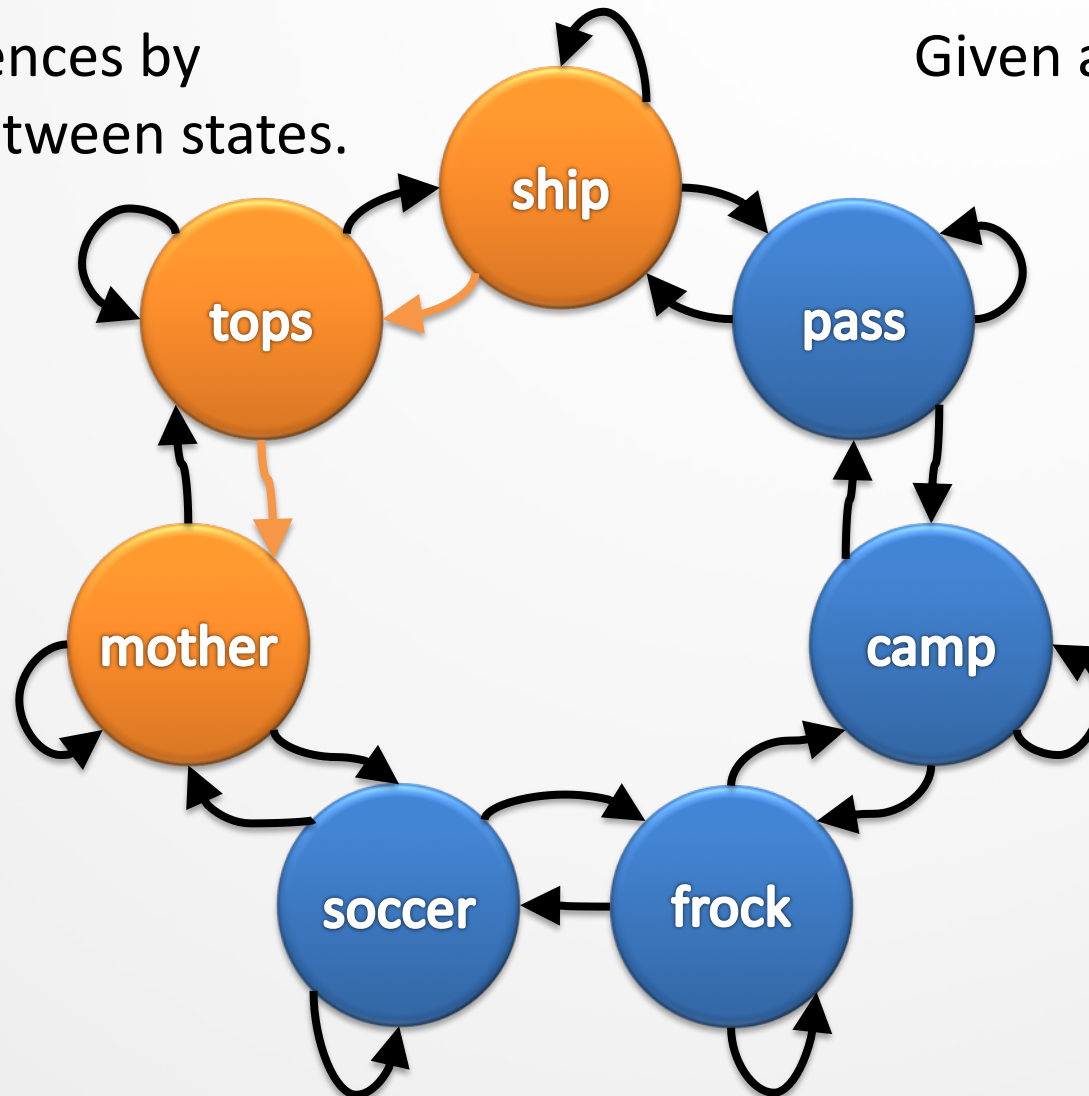 ences by
tween states.
Given a
ship
tops
pass
mother
camp
soccer
frock